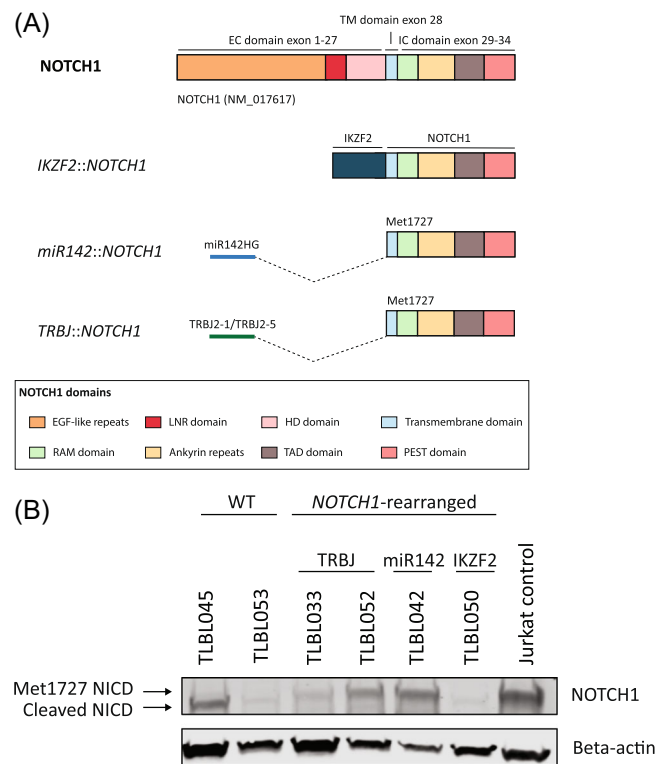 (A)
TM domain exon 28
EC domain exon 1-27
IC domain exon 29-34
NOTCH1
NOTCH1 (NM_017617)
IKZF2
NOTCH1
IKZF2::NOTCH1
Met1727
miR142HG
miR142::NOTCH1
Met1727
TRBJ2-1/TRBJ2-5
TRBJ::NOTCH1
NOTCH1 domains
EGF-like repeats
LNR domain
HD domain
Transmembrane domain
RAM domain
Ankyrin repeats
TAD domain
PEST domain
(B)
WT
NOTCH1-rearranged
TRBJ
miR142
IKZF2
TLBL045
TLBL053
TLBL033
TLBL052
TLBL042
TLBL050
Jurkat control
Met1727 NICD
Cleaved NICD
NOTCH1
Beta-actin